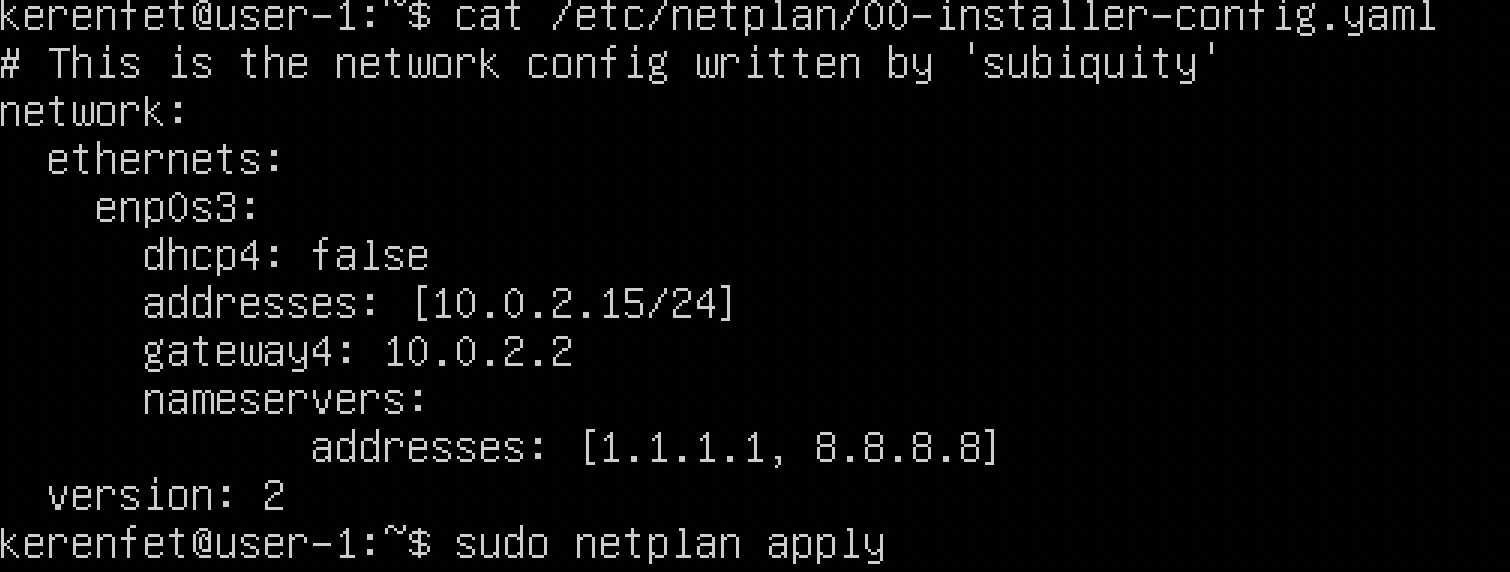 kerenfet@user-1:~$ cat /etc/netplan/00-installer-config.yaml
# This is the network config written by 'subiquity'
network:
  ethernets:
    enp0s3:
      dhcp4: false
      addresses: [10.0.2.15/24]
      gateway4: 10.0.2.2
      nameservers:
             addresses: [1.1.1.1, 8.8.8.8]
  version: 2
kerenfet@user-1:~$ sudo netplan apply